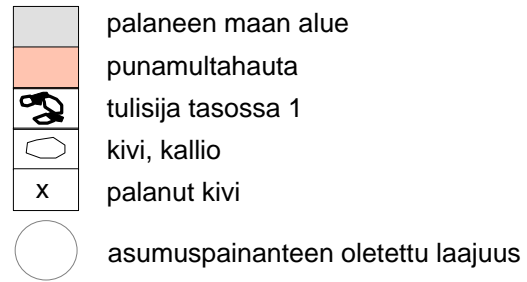 palaneen maan alue
punamultahauta
tulisija tasossa 1
kivi, kallio
x palanut kivi
asumuspainanteen oletettu laajuus